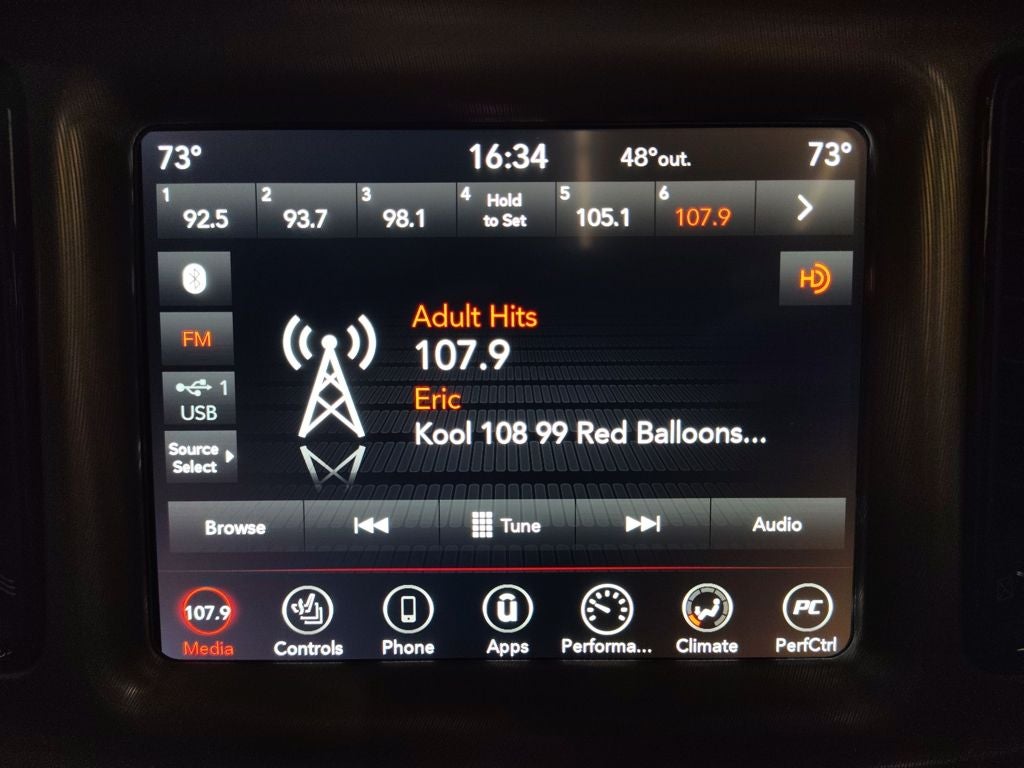 73° 16:34 48°out. 73°
1 92.5 2 93.7 3 98.1 4 Hold to Set 5 105.1 6 107.9
HD
Adult Hits
FM
107.9
1
USB
Eric
Kool 108 99 Red Balloons...
Source
Select
Browse Tune Audio
107.9 PC
Media Controls Phone Apps Performa... Climate PerfCtrl